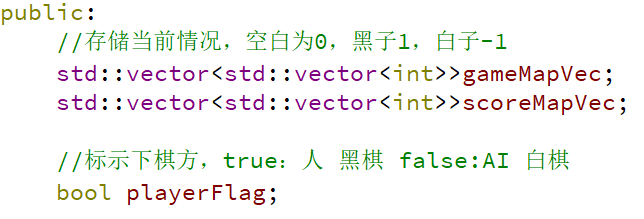 public:
//存储当前情况，空白为0，黑子1，白子-1
std::vector<std::vector<int>>gameMapVec;
std::vector<std::vector<int>>scoreMapVec;
//标示下棋方，true：人 黑棋 false:AI 白棋
bool playerFlag;